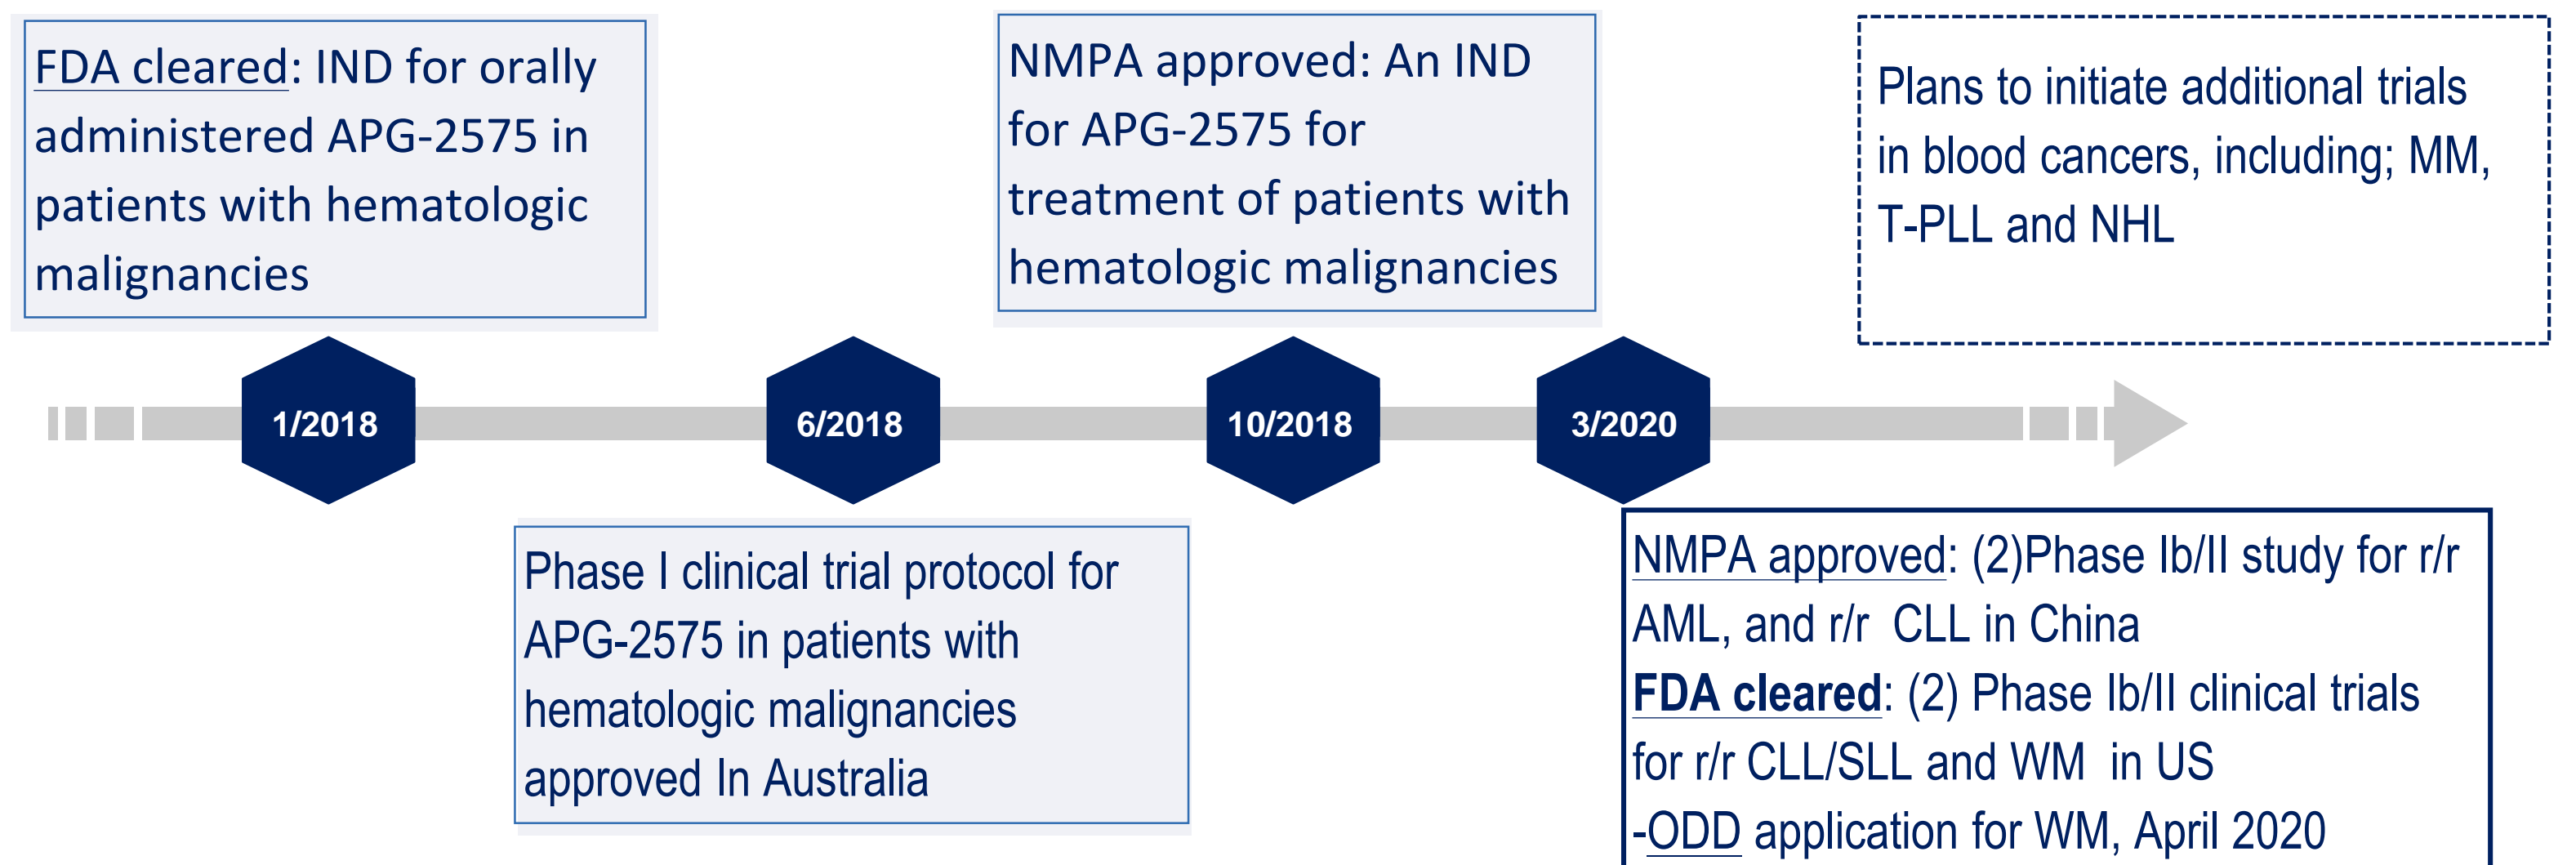 FDA cleared: IND for orally
administered APG-2575 in
patients with hematologic
malignancies
NMPA approved: An IND
for APG-2575 for
treatment of patients with
hematologic malignancies
Plans to initiate additional trials
in blood cancers, including; MM,
T-PLL and NHL
1/2018
6/2018
10/2018
3/2020
Phase I clinical trial protocol for
APG-2575 in patients with
hematologic malignancies
approved In Australia
NMPA approved: (2)Phase Ib/II study for r/r
AML, and r/r CLL in China
FDA cleared: (2) Phase Ib/II clinical trials
for r/r CLL/SLL and WM in US
-ODD application for WM, April 2020